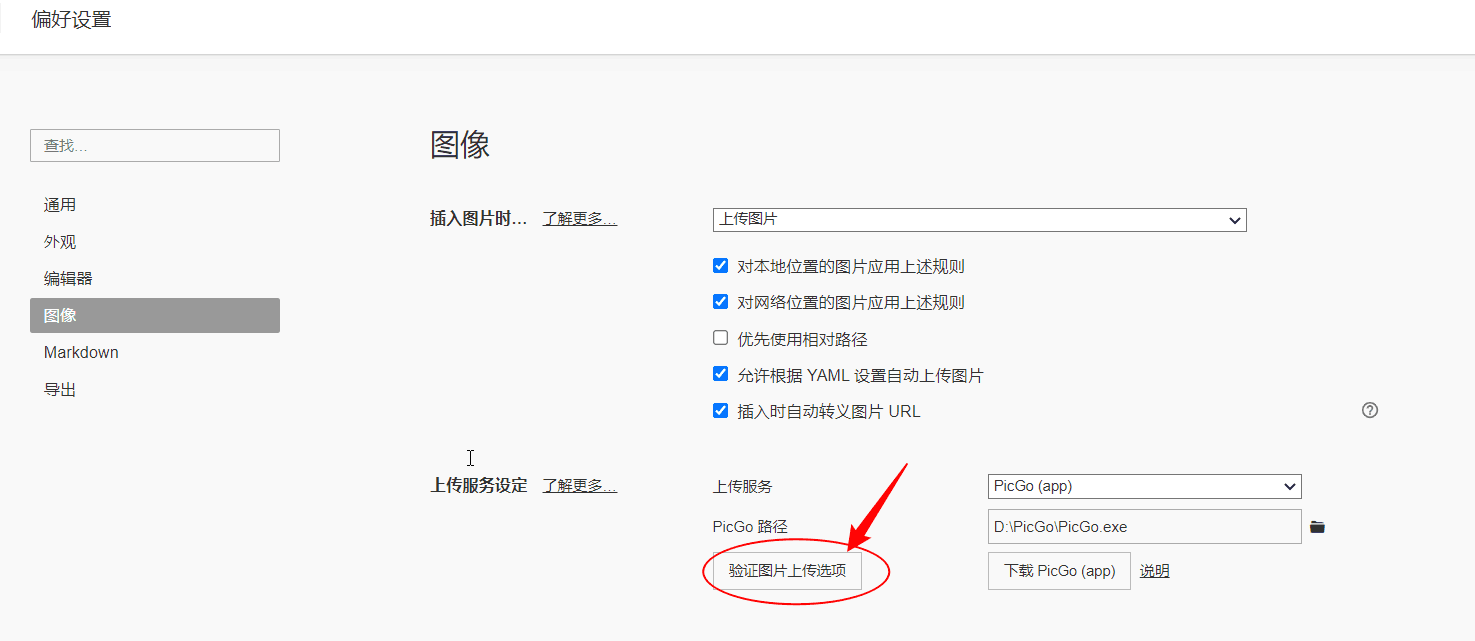 偏好设置
查找...
通用
外观
编辑器
图像
Markdown
导出
图像
插入图片时... 了解更多...
上传图片
对本地位置的图片应用上述规则
对网络位置的图片应用上述规则
优先使用相对路径
允许根据 YAML 设置自动上传图片
插入时自动转义图片 URL
上传服务设定 了解更多...
上传服务 PicGo (app)
PicGo 路径 D:\PicGo\PicGo.exe
验证图片上传选项 下载 PicGo (app) 说明